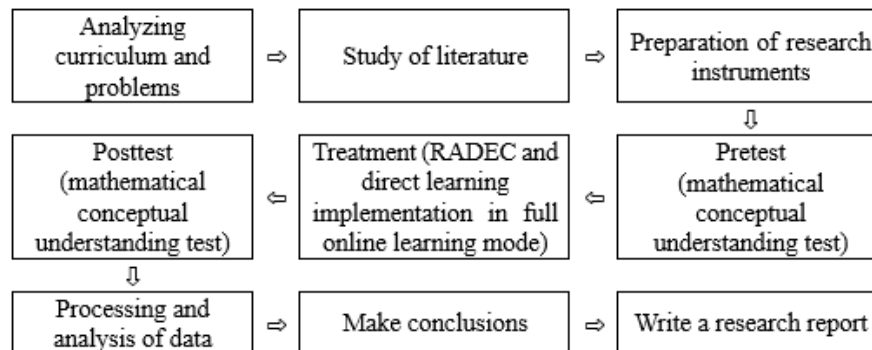 Analyzing
curriculum and
problems
⇨
Study of literature
⇨
Preparation of research
instruments
⇩
Pretest
(mathematical
conceptual
understanding test)
⇦
Treatment (RADEC and
direct learning
implementation in full
online learning mode)
⇦
Posttest
(mathematical
conceptual
understanding test)
⇩
Processing and
analysis of data
⇨
Make conclusions
⇨
Write a research report